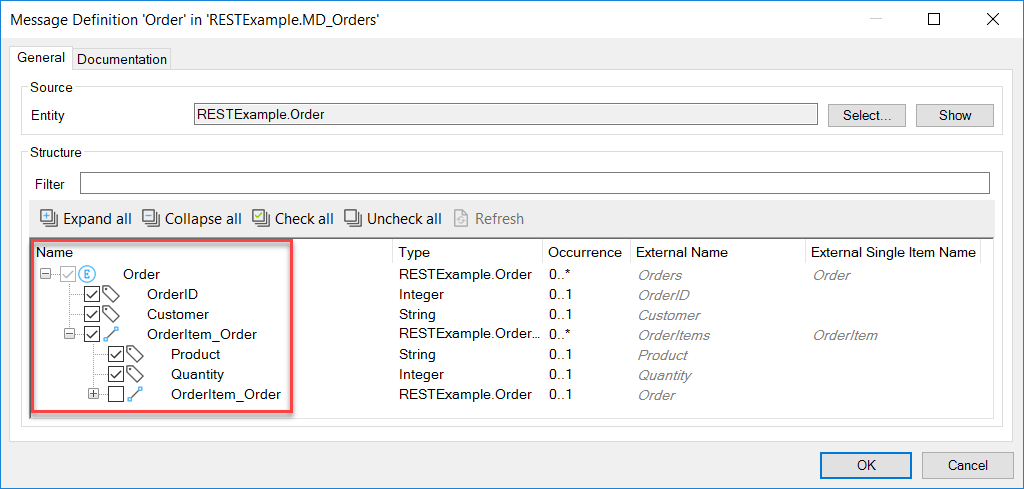 Message Definition 'Order' in 'RESTExample.MD_Orders'
General Documentation
Source
Entity RESTExample.Order Select... Show
Structure
Filter
Expand all Collapse all Check all Uncheck all Refresh
Name Type Occurrence External Name External Single Item Name
E Order RESTExample.Order 0..* Orders Order
OrderID Integer 0..1 OrderID
Customer String 0..1 Customer
OrderItem_Order RESTExample.Order... 0..* OrderItems OrderItem
Product String 0..1 Product
Quantity Integer 0..1 Quantity
OrderItem_Order RESTExample.Order 0..1 Order
OK Cancel